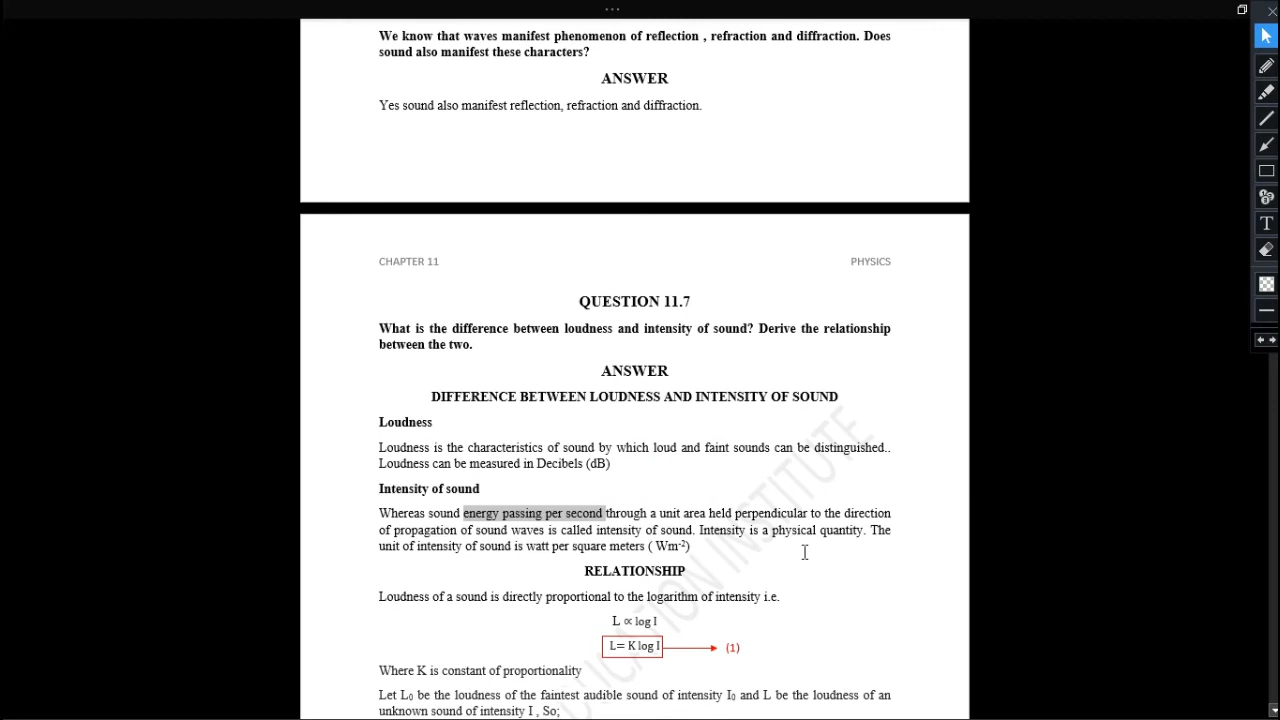 We know that waves manifest phenomenon of reflection , refraction and diffraction. Does
sound also manifest these characters?
ANSWER
Yes sound also manifest reflection, refraction and diffraction.
CHAPTER 11 PHYSICS
QUESTION 11.7
What is the difference between loudness and intensity of sound? Derive the relationship
between the two.
ANSWER
DIFFERENCE BETWEEN LOUDNESS AND INTENSITY OF SOUND
Loudness
Loudness is the characteristics of sound by which loud and faint sounds can be distinguished..
Loudness can be measured in Decibels (dB)
Intensity of sound
Whereas sound energy passing per second through a unit area held perpendicular to the direction
of propagation of sound waves is called intensity of sound. Intensity is a physical quantity. The
unit of intensity of sound is watt per square meters ( Wm⁻²)
RELATIONSHIP
Loudness of a sound is directly proportional to the logarithm of intensity i.e.
L ∝ log I
L= K log I (1)
Where K is constant of proportionality
Let L₀ be the loudness of the faintest audible sound of intensity I₀ and L be the loudness of an
unknown sound of intensity I , So;
UCATION INSTITUTE
T